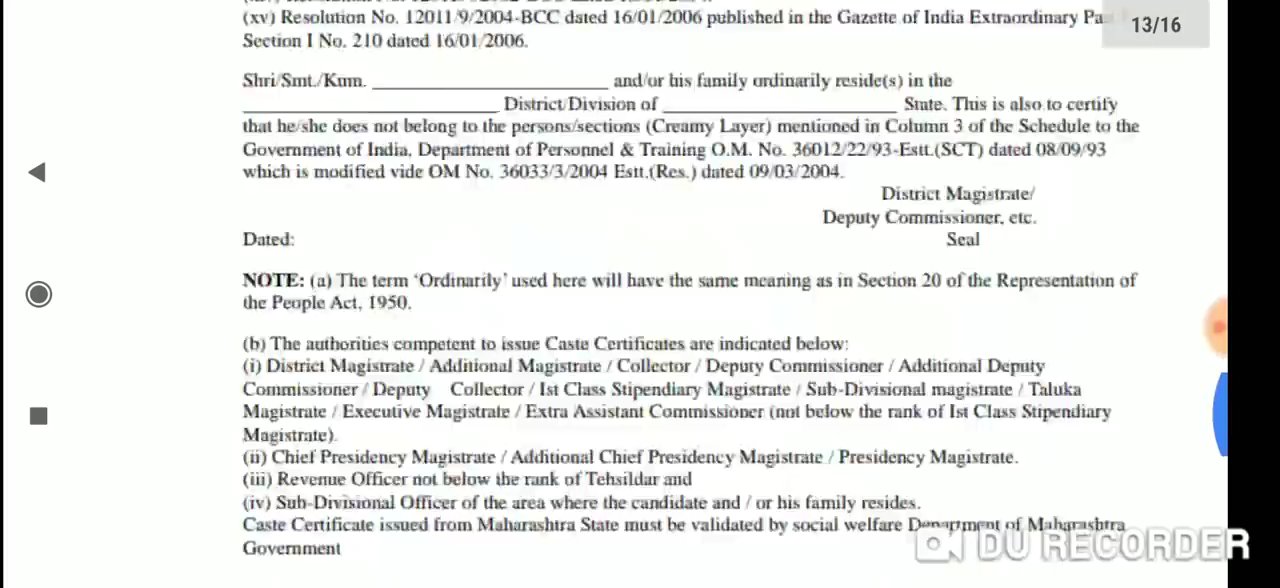 (xv) Resolution No. 12011/9/2004-BCC dated 16/01/2006 published in the Gazette of India Extraordinary Pa
13/16
Section I No. 210 dated 16/01/2006.
Shri/Smt./Kum. ____________________________ and/or his family ordinarily reside(s) in the
______________________________ District/Division of ____________________________ State. This is also to certify
that he/she does not belong to the persons/sections (Creamy Layer) mentioned in Column 3 of the Schedule to the
Government of India, Department of Personnel & Training O.M. No. 36012/22/93-Estt.(SCT) dated 08/09/93
which is modified vide OM No. 36033/3/2004 Estt.(Res.) dated 09/03/2004.
District Magistrate/
Deputy Commissioner, etc.
Dated:
Seal
NOTE: (a) The term ‘Ordinarily’ used here will have the same meaning as in Section 20 of the Representation of
the People Act, 1950.
(b) The authorities competent to issue Caste Certificates are indicated below:
(i) District Magistrate / Additional Magistrate / Collector / Deputy Commissioner / Additional Deputy
Commissioner / Deputy Collector / Ist Class Stipendiary Magistrate / Sub-Divisional magistrate / Taluka
Magistrate / Executive Magistrate / Extra Assistant Commissioner (not below the rank of Ist Class Stipendiary
Magistrate).
(ii) Chief Presidency Magistrate / Additional Chief Presidency Magistrate / Presidency Magistrate.
(iii) Revenue Officer not below the rank of Tehsildar and
(iv) Sub-Divisional Officer of the area where the candidate and / or his family resides.
Caste Certificate issued from Maharashtra State must be validated by social welfare Department of Maharashtra
Government
DU RECORDER